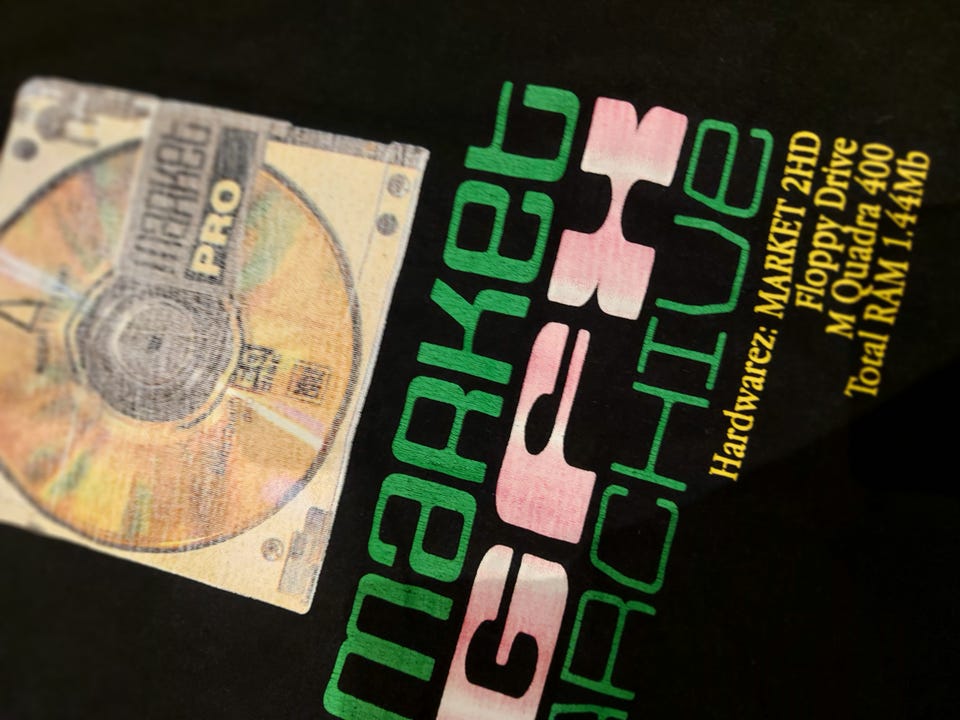 market
PRO
market
GFX
ARCHIVE
Hardwarez: MARKET 2HD
Floppy Drive
M Quadra 400
Total RAM 1.44Mb